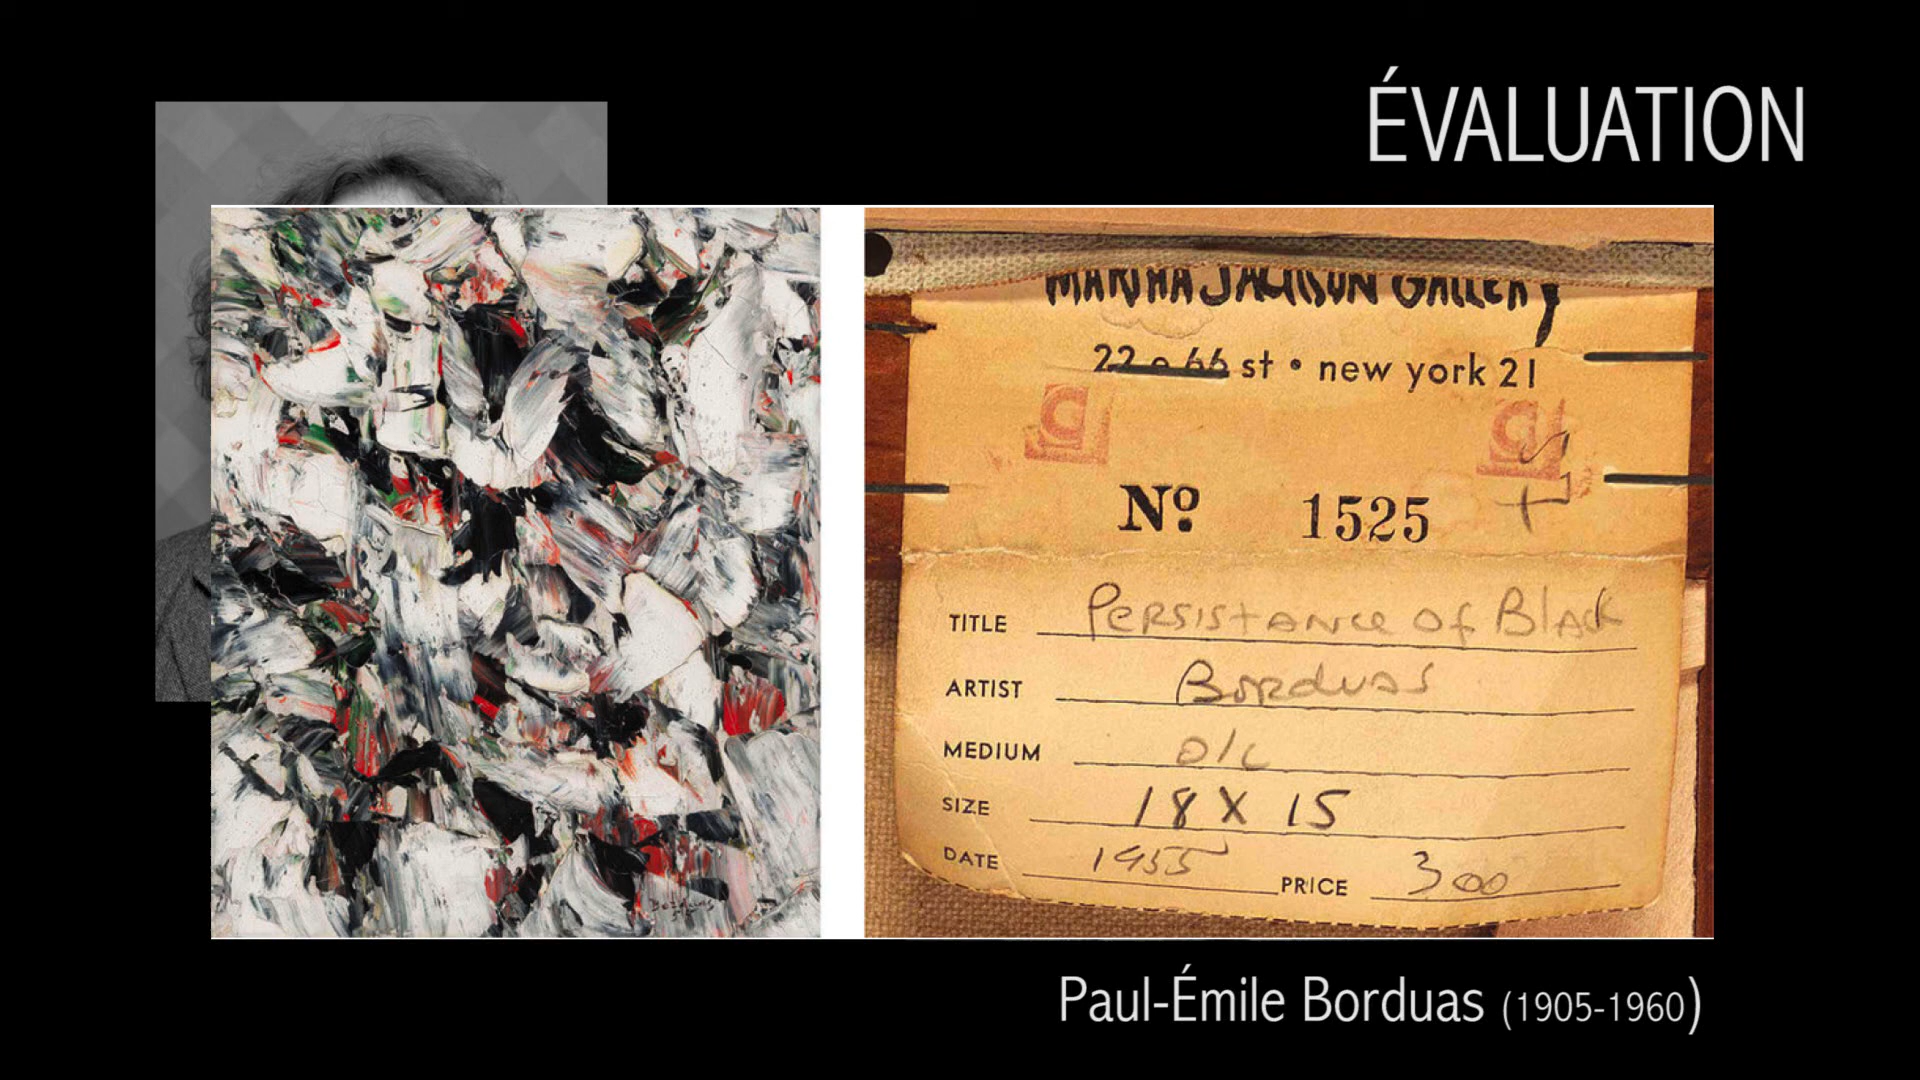 ÉVALUATION
MARTHA JACKSON GALLERY
22 e 66 st • new york 21
Nº 1525
TITLE Persistance of Black
ARTIST Borduas
MEDIUM O/C
SIZE 18 X 15
DATE 1955 PRICE 300
Borduas
Paul-Émile Borduas (1905-1960)